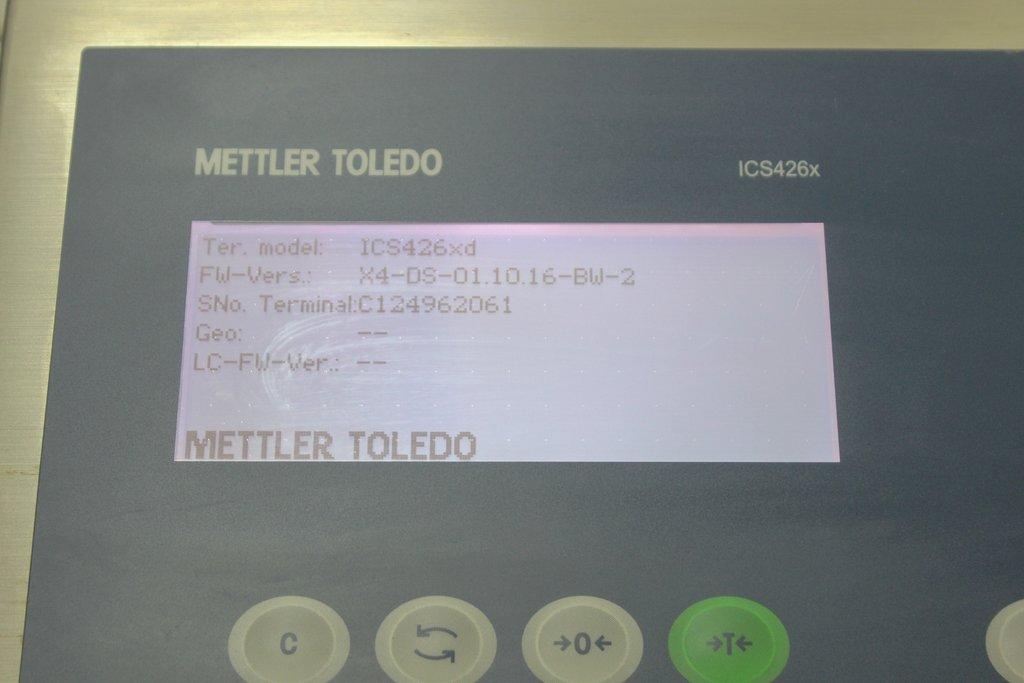 METTLER TOLEDO
ICS426x
Ter. model: ICS426xd
FW-Vers.: X4-DS-01.10.16-BW-2
SNo. Terminal:C124962061
Geo: --
LC-FW-Ver.: --
METTLER TOLEDO
C
→0←
→T←